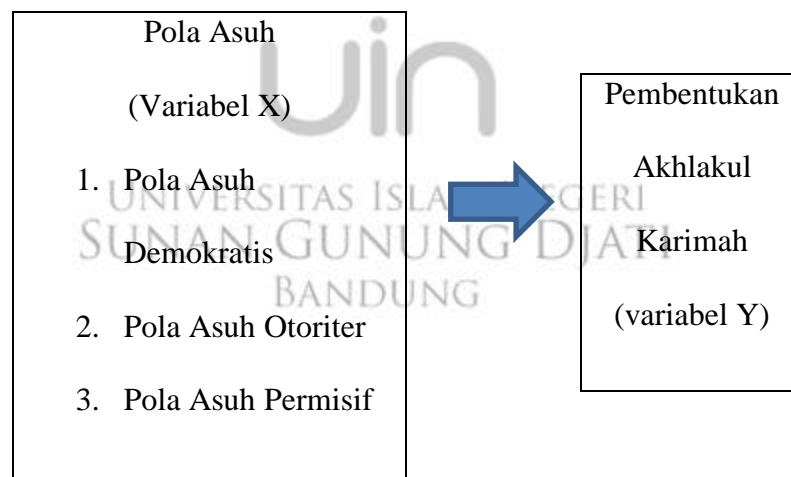 Pola Asuh
(Variabel X)
1. Pola Asuh
Demokratis
2. Pola Asuh Otoriter
3. Pola Asuh Permisif
Pembentukan
Akhlakul
Karimah
(variabel Y)
uin
UNIVERSITAS ISLAM NEGERI
SUNAN GUNUNG DJATI
BANDUNG